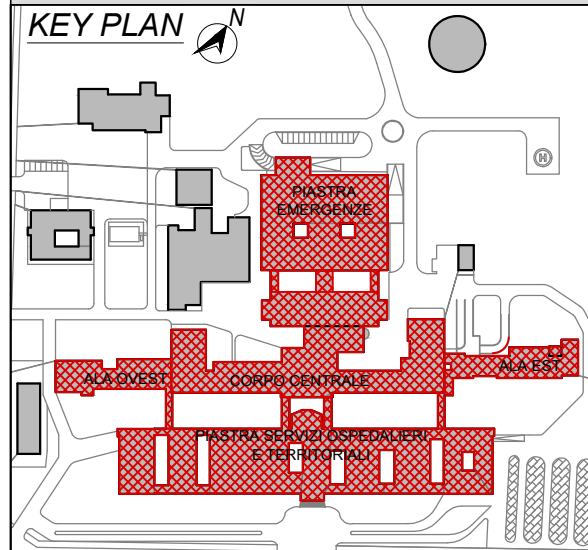 KEY PLAN
N
H
PIASTRA
EMERGENZE
ALA OVEST
CORPO CENTRALE
ALA EST
PIASTRA SERVIZI OSPEDALIERI
E TERRITORIALI